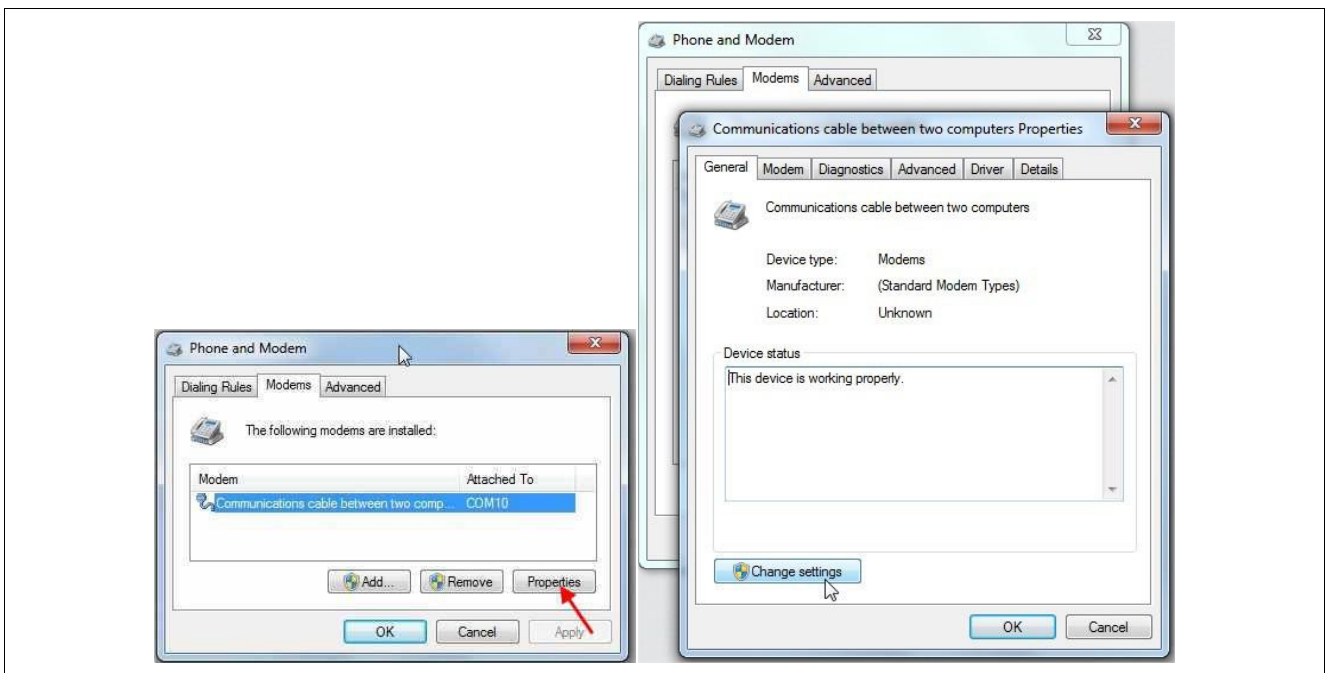 Phone and Modem
Dialing Rules Modems Advanced
The following modems are installed:
Modem Attached To
Communications cable between two comp... COM10
Add... Remove Properties
OK Cancel Apply
Phone and Modem
Dialing Rules Modems Advanced
Communications cable between two computers Properties
General Modem Diagnostics Advanced Driver Details
Communications cable between two computers
Device type: Modems
Manufacturer: (Standard Modem Types)
Location: Unknown
Device status
This device is working properly.
Change settings
OK Cancel